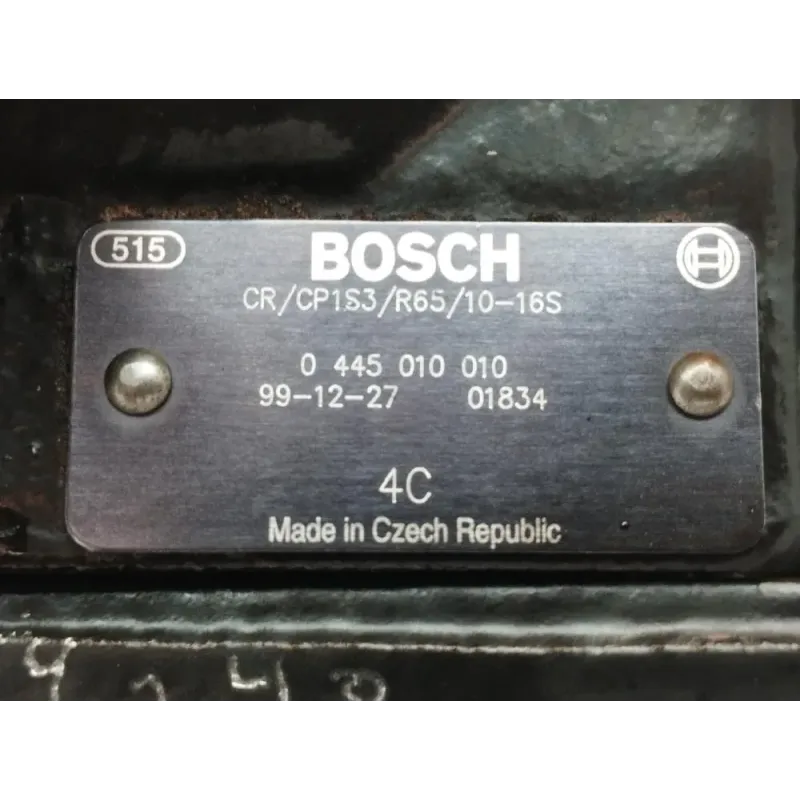 515
BOSCH
CR/CP1S3/R65/10-16S
0 445 010 010
99-12-27 01834
4C
Made in Czech Republic